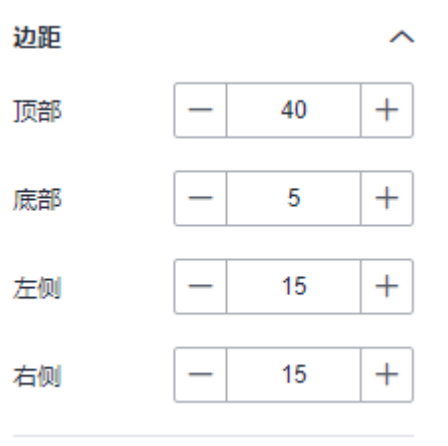 边距
顶部 — 40 +
底部 — 5 +
左侧 — 15 +
右侧 — 15 +